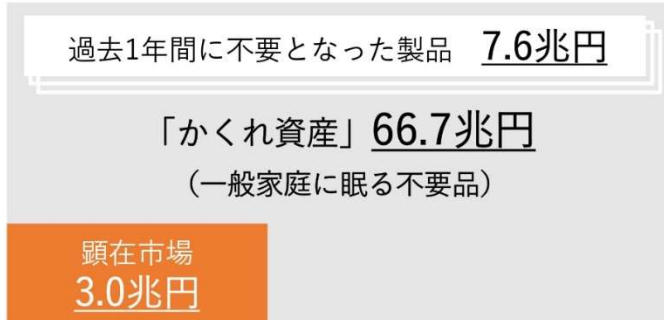 過去1年間に不要となった製品 7.6兆円
「かくれ資産」66.7兆円
（一般家庭に眠る不要品）
顕在市場
3.0兆円